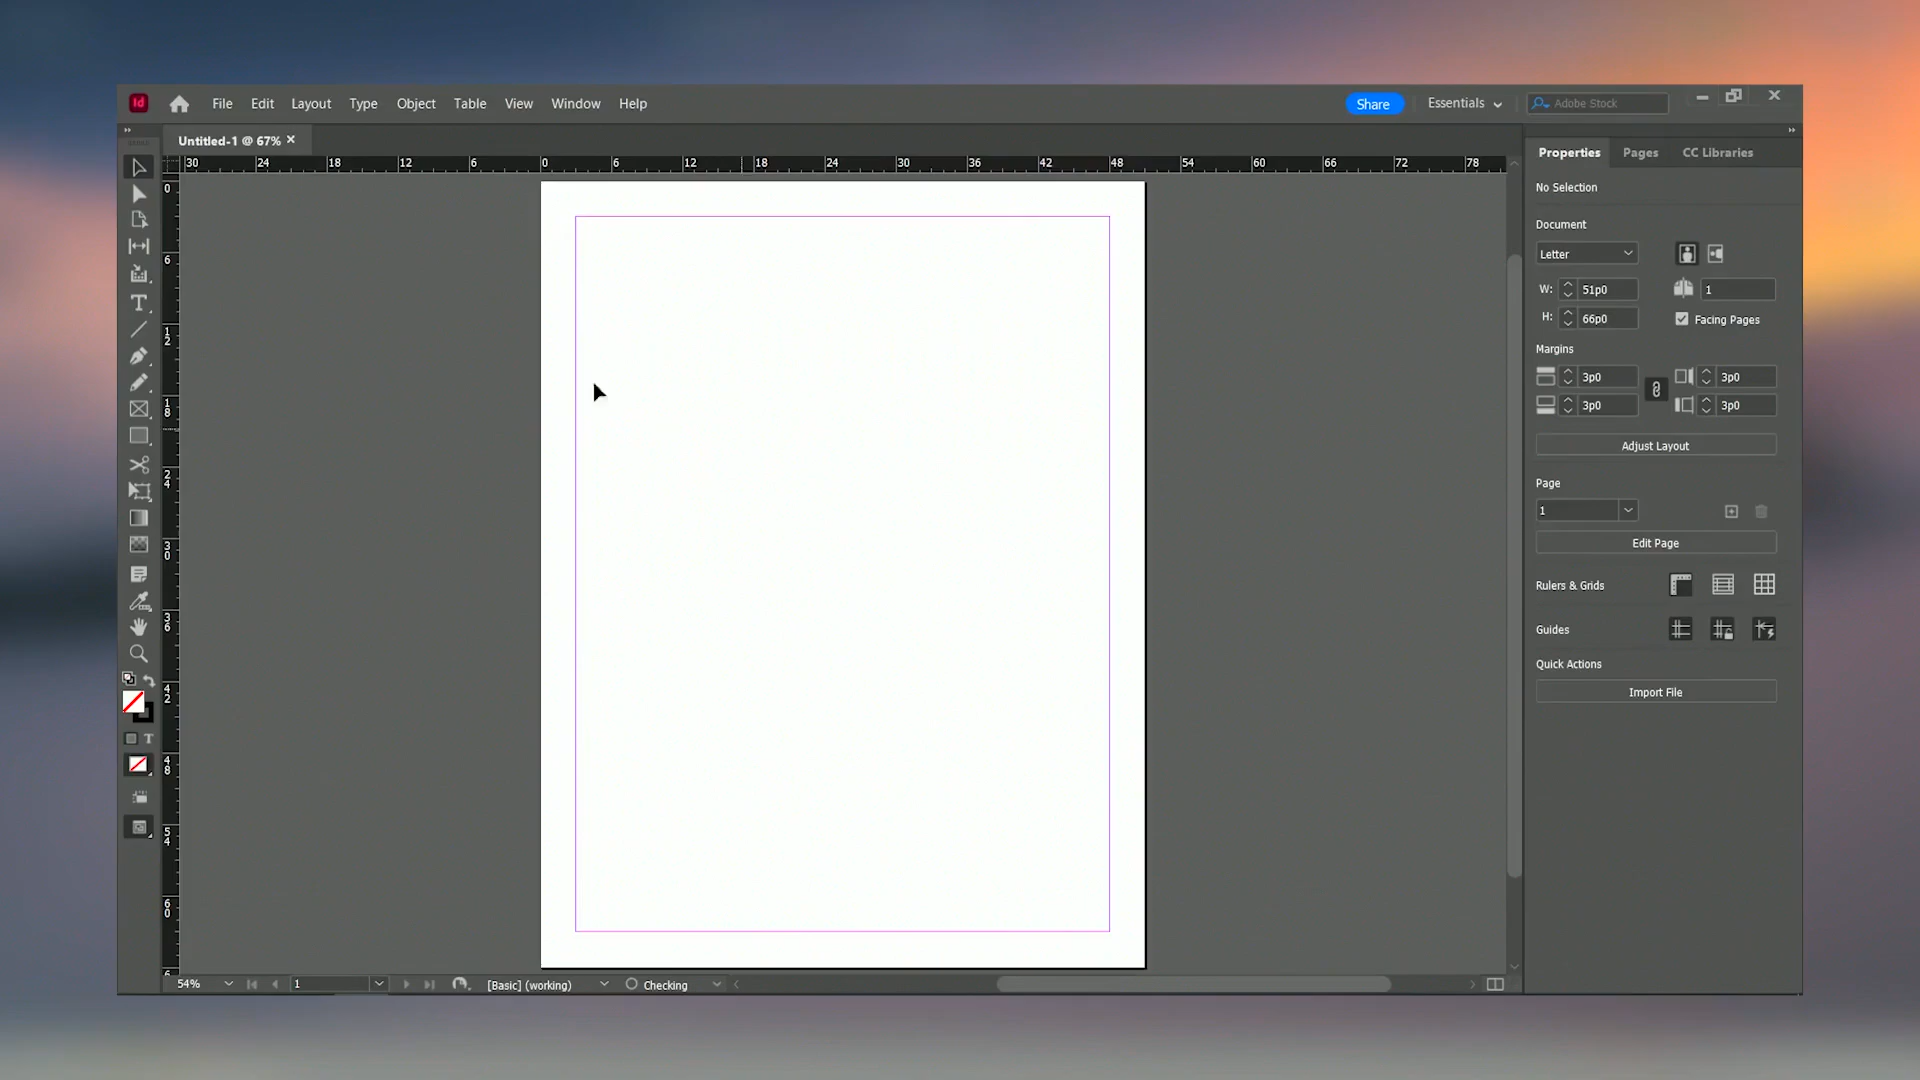 Id File Edit Layout Type Object Table View Window Help Share Essentials Adobe Stock
Untitled-1 @ 67%
30 24 18 12 6 0 6 12 18 24 30 36 42 48 54 60 66 72 78
0
6
12
18
24
30
36
42
48
54
60
6
T
T
Properties Pages CC Libraries
No Selection
Document
Letter
W: 51p0 1
H: 66p0 Facing Pages
Margins
3p0 3p0
3p0 3p0
Adjust Layout
Page
1
Edit Page
Rulers & Grids
Guides
Quick Actions
Import File
54% 1 [Basic] (working) Checking